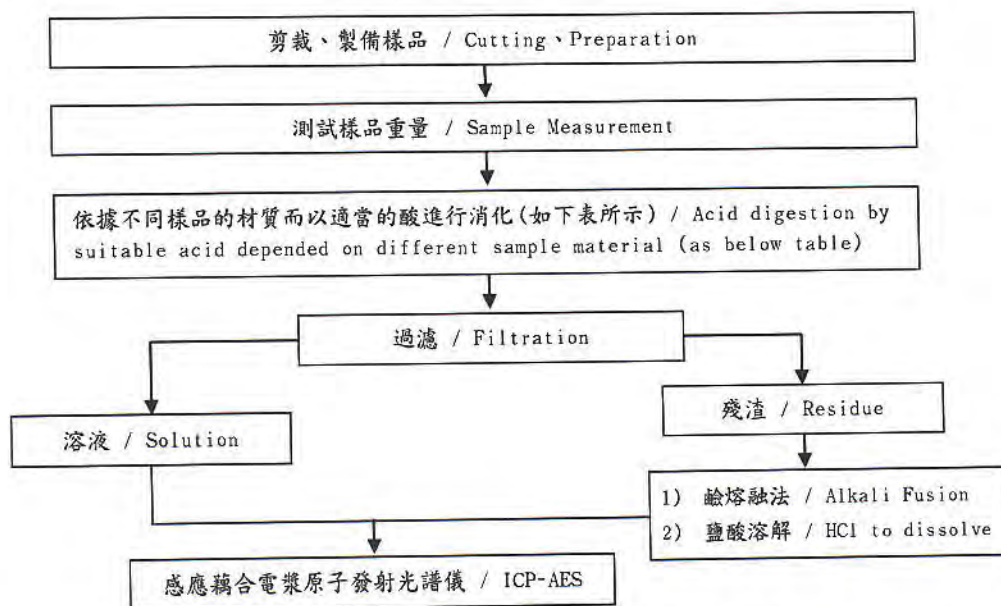 剪裁、製備樣品 / Cutting、Preparation
測試樣品重量 / Sample Measurement
依據不同樣品的材質而以適當的酸進行消化(如下表所示) / Acid digestion by
suitable acid depended on different sample material (as below table)
過濾 / Filtration
溶液 / Solution
殘渣 / Residue
1) 鹼熔融法 / Alkali Fusion
2) 鹽酸溶解 / HCl to dissolve
感應耦合電漿原子發射光譜儀 / ICP-AES